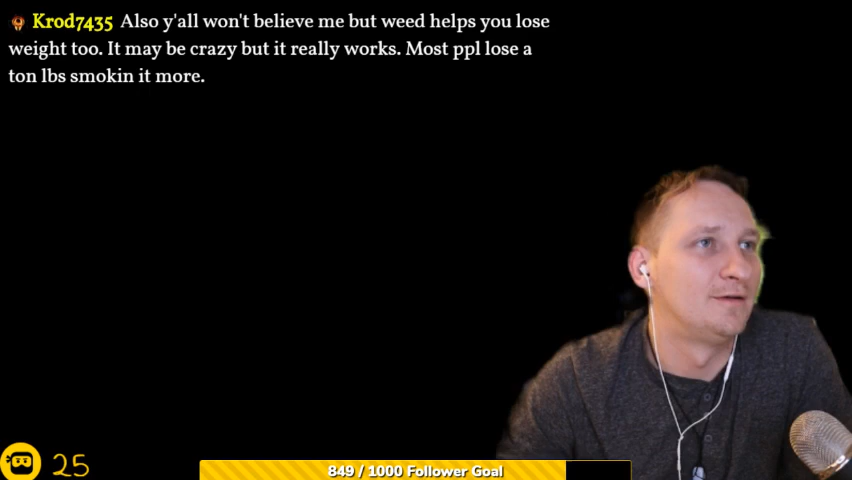 Krod7435 Also y'all won't believe me but weed helps you lose
weight too. It may be crazy but it really works. Most ppl lose a
ton lbs smokin it more.
25
849 / 1000 Follower Goal